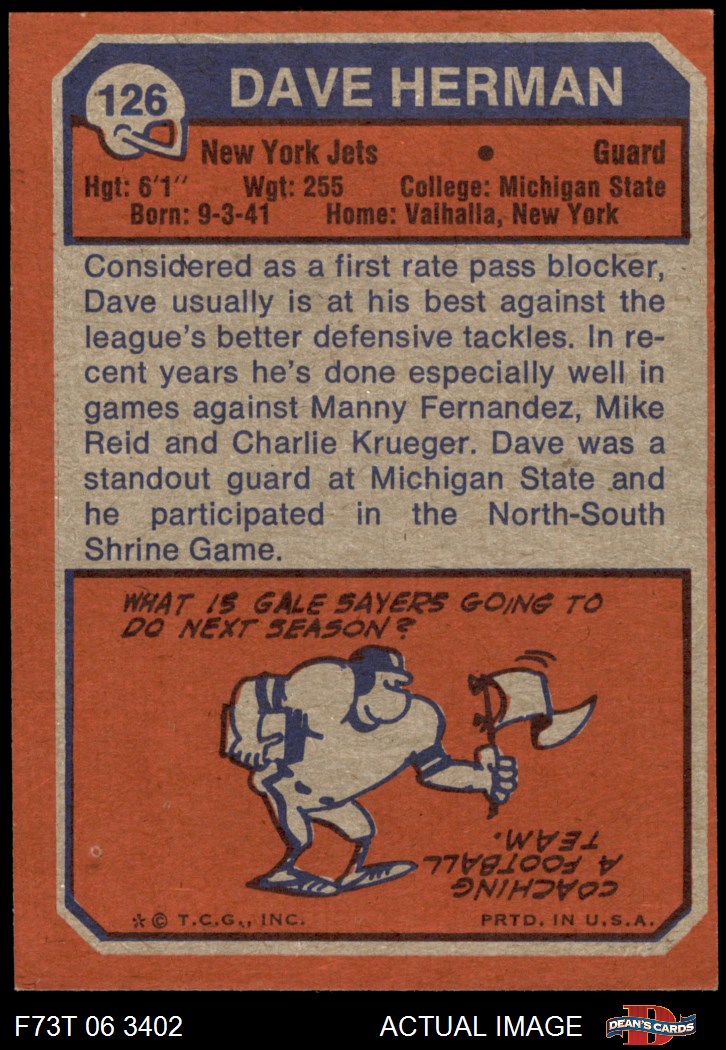 126
DAVE HERMAN
New York Jets • Guard
Hgt: 6'1" Wgt: 255 College: Michigan State
Born: 9-3-41 Home: Valhalla, New York
Considered as a first rate pass blocker,
Dave usually is at his best against the
league's better defensive tackles. In re-
cent years he's done especially well in
games against Manny Fernandez, Mike
Reid and Charlie Krueger. Dave was a
standout guard at Michigan State and
he participated in the North-South
Shrine Game.
WHAT IS GALE SAYERS GOING TO
DO NEXT SEASON?
COACHING
A FOOTBALL
TEAM.
*© T.C.G., INC. PRTD. IN U.S.A.
F73T 06 3402 ACTUAL IMAGE D DEAN'S CARDS